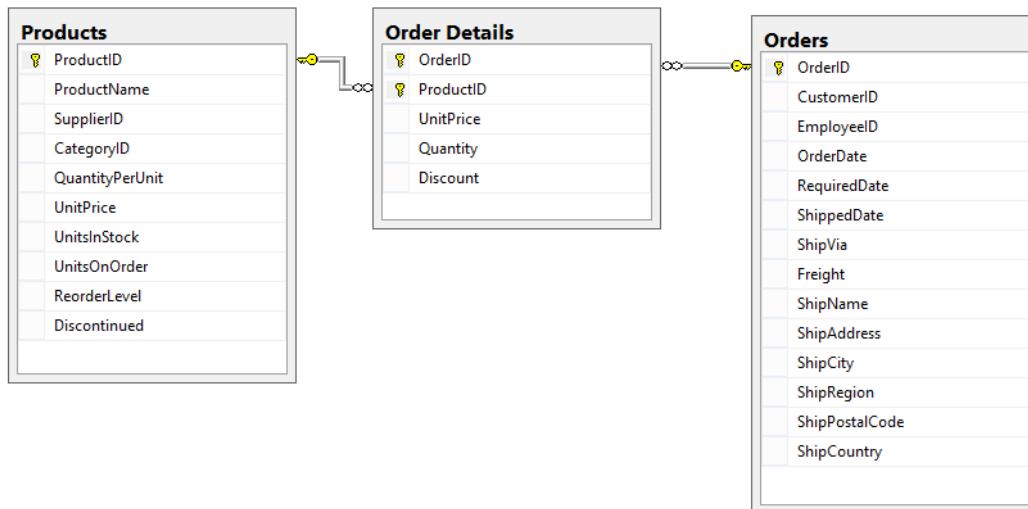 Products
ProductID
ProductName
SupplierID
CategoryID
QuantityPerUnit
UnitPrice
UnitsInStock
UnitsOnOrder
ReorderLevel
Discontinued
Order Details
OrderID
ProductID
UnitPrice
Quantity
Discount
Orders
OrderID
CustomerID
EmployeeID
OrderDate
RequiredDate
ShippedDate
ShipVia
Freight
ShipName
ShipAddress
ShipCity
ShipRegion
ShipPostalCode
ShipCountry